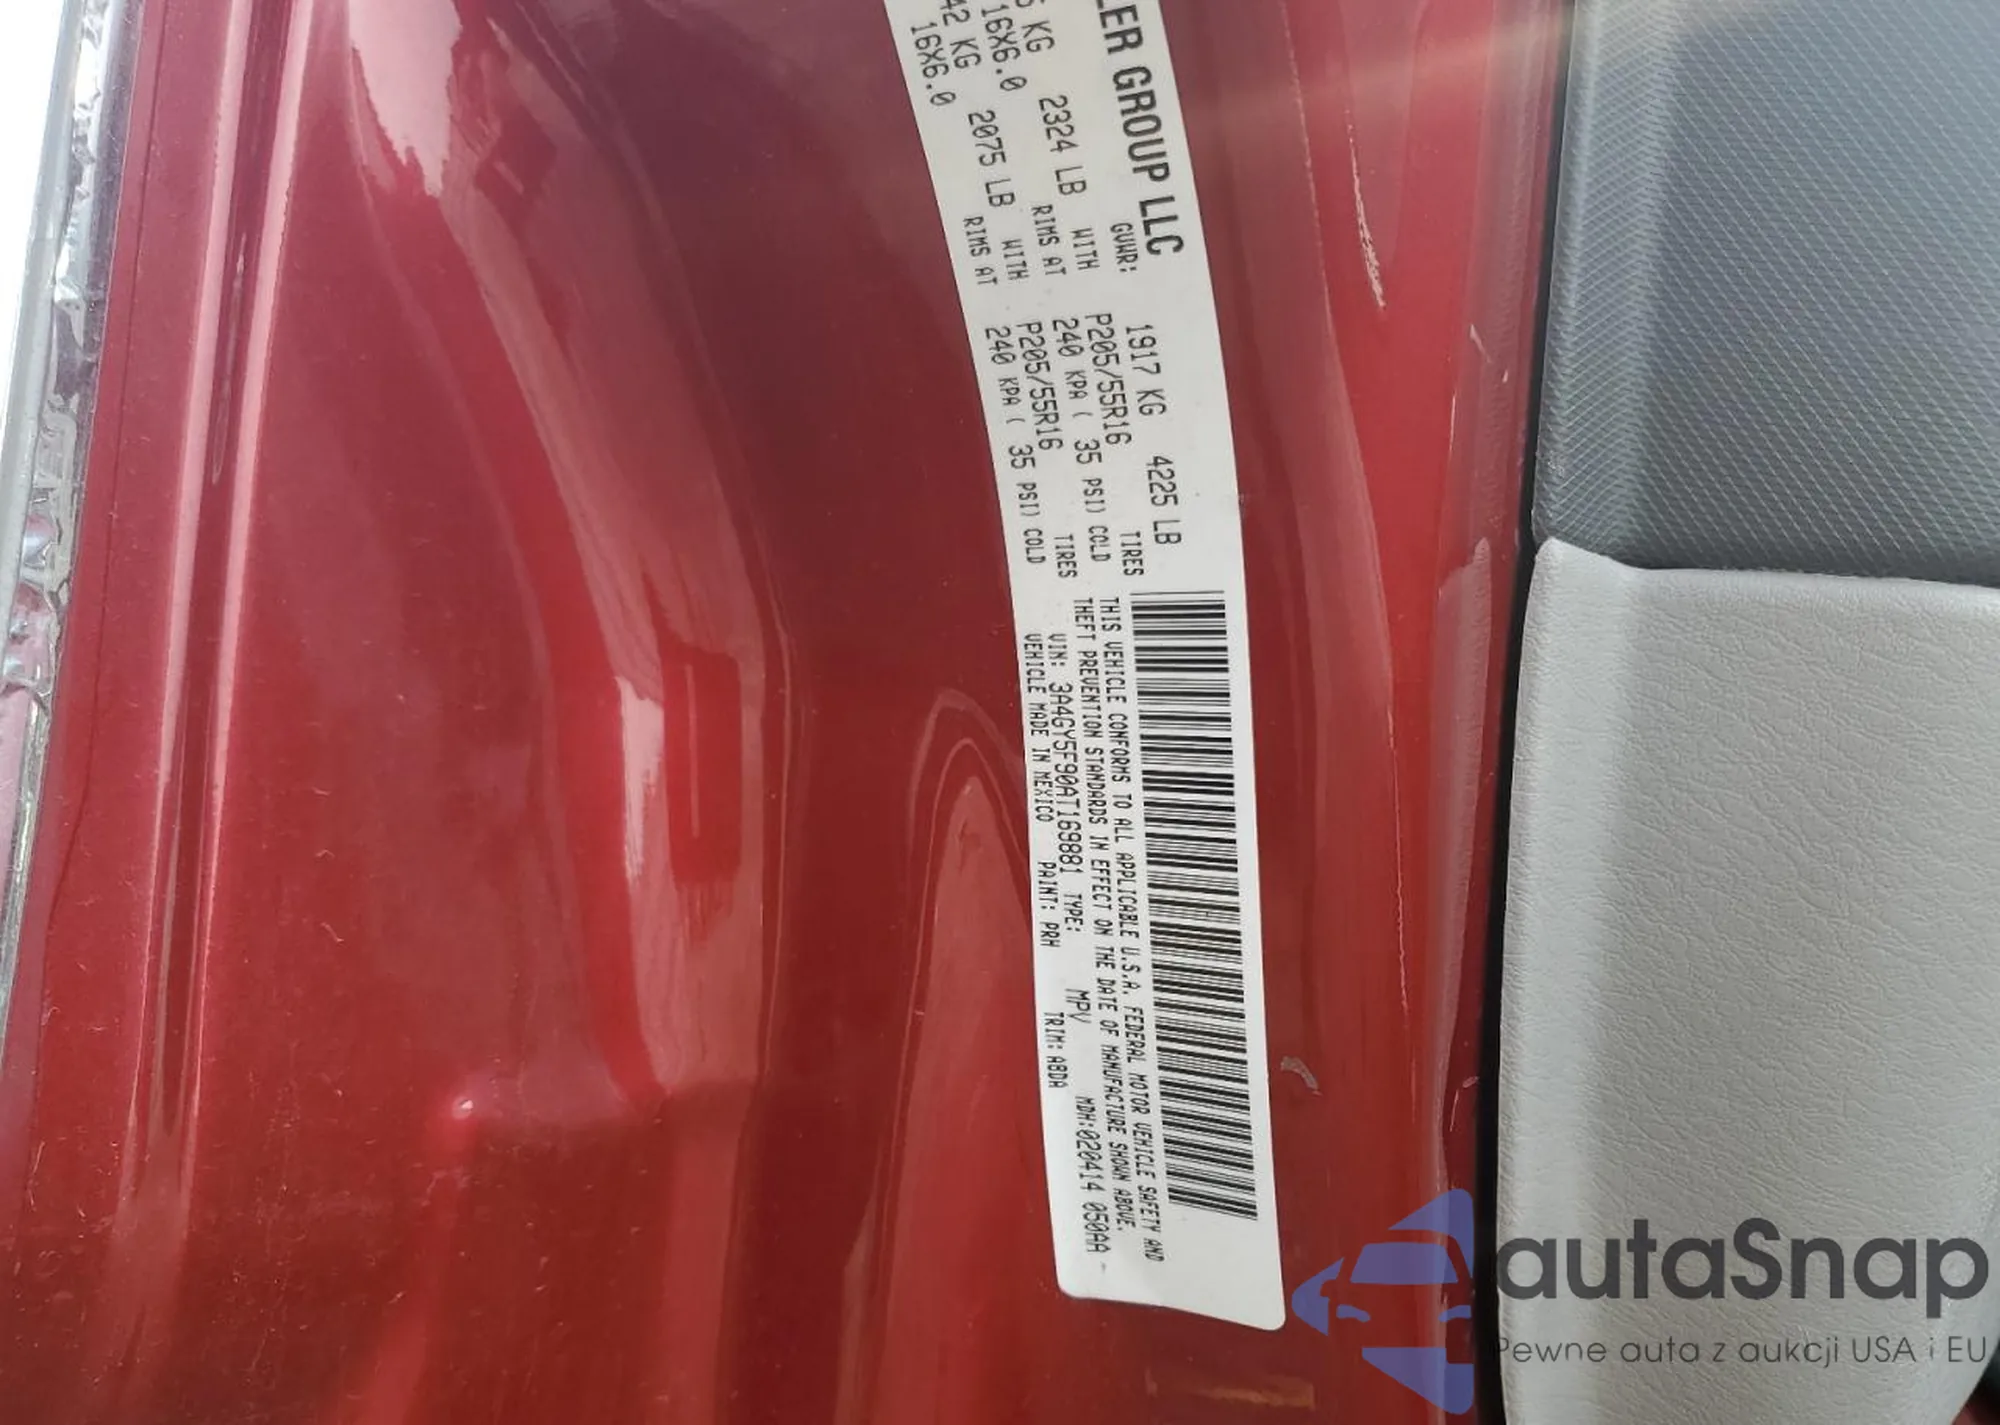 LER GROUP LLC
GVWR: 1917 KG 4225 LB
KG 2324 LB WITH P205/55R16 TIRES
16X6.0 RIMS AT 240 KPA ( 35 PSI) COLD
42 KG 2075 LB WITH P205/55R16 TIRES
16X6.0 RIMS AT 240 KPA ( 35 PSI) COLD
THIS VEHICLE CONFORMS TO ALL APPLICABLE U.S.A. FEDERAL MOTOR VEHICLE SAFETY AND
THEFT PREVENTION STANDARDS IN EFFECT ON THE DATE OF MANUFACTURE SHOWN ABOVE.
VIN: 3A4GY5F90AT169881 TYPE: MPV MDH:020414 050AA -
VEHICLE MADE IN MEXICO PAINT: PRH TRIM: ABDA
autaSnap
Pewne auta z aukcji USA i EU